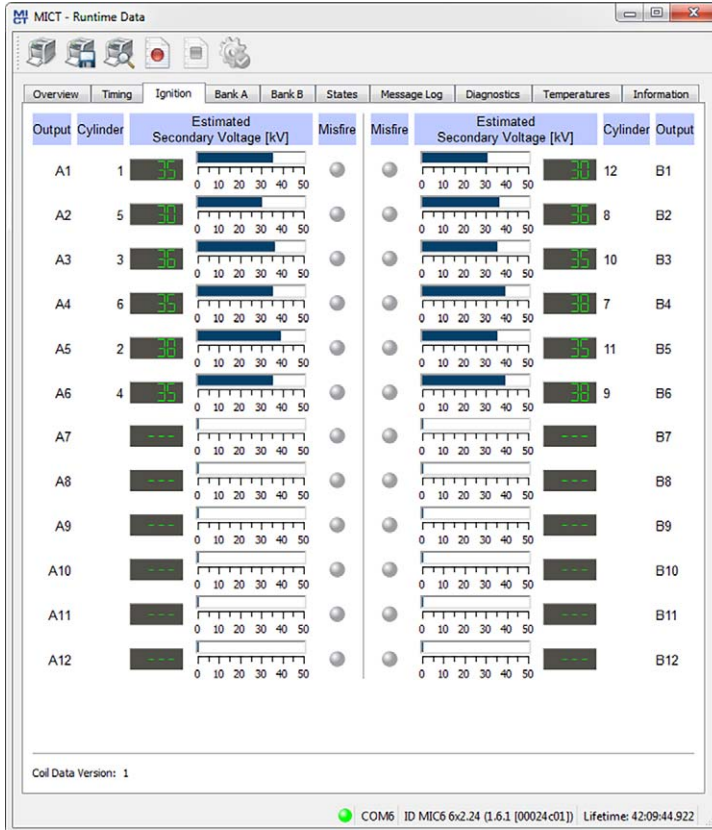 MICT - Runtime Data
Overview Timing Ignition Bank A Bank B States Message Log Diagnostics Temperatures Information
Output Cylinder Estimated Secondary Voltage [kV] Misfire Misfire Estimated Secondary Voltage [kV] Cylinder Output
A1 1 35 30 12 B1
0 10 20 30 40 50 0 10 20 30 40 50
A2 5 30 36 8 B2
0 10 20 30 40 50 0 10 20 30 40 50
A3 3 36 35 10 B3
0 10 20 30 40 50 0 10 20 30 40 50
A4 6 35 38 7 B4
0 10 20 30 40 50 0 10 20 30 40 50
A5 2 38 35 11 B5
0 10 20 30 40 50 0 10 20 30 40 50
A6 4 35 38 9 B6
0 10 20 30 40 50 0 10 20 30 40 50
A7 --- --- B7
0 10 20 30 40 50 0 10 20 30 40 50
A8 --- --- B8
0 10 20 30 40 50 0 10 20 30 40 50
A9 --- --- B9
0 10 20 30 40 50 0 10 20 30 40 50
A10 --- --- B10
0 10 20 30 40 50 0 10 20 30 40 50
A11 --- --- B11
0 10 20 30 40 50 0 10 20 30 40 50
A12 --- --- B12
0 10 20 30 40 50 0 10 20 30 40 50
Coil Data Version: 1
COM6 ID MIC6 6x2.24 (1.6.1 [00024c01]) Lifetime: 42:09:44.922